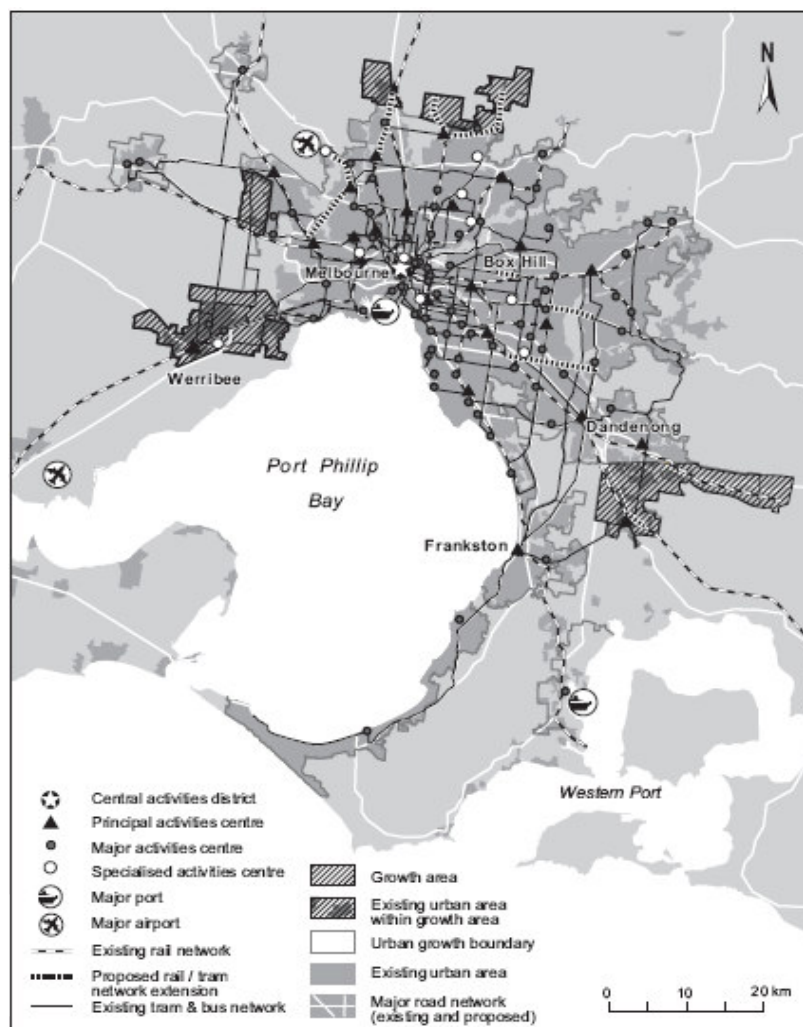 N
Melbourne
Box Hill
Werribee
Dandenong
Port Phillip
Bay
Frankston
Western Port
Central activities district
Principal activities centre
Major activities centre
Specialised activities centre
Major port
Major airport
Existing rail network
Proposed rail / tram
network extension
Existing tram & bus network
Growth area
Existing urban area
within growth area
Urban growth boundary
Existing urban area
Major road network
(existing and proposed)
0 10 20 km